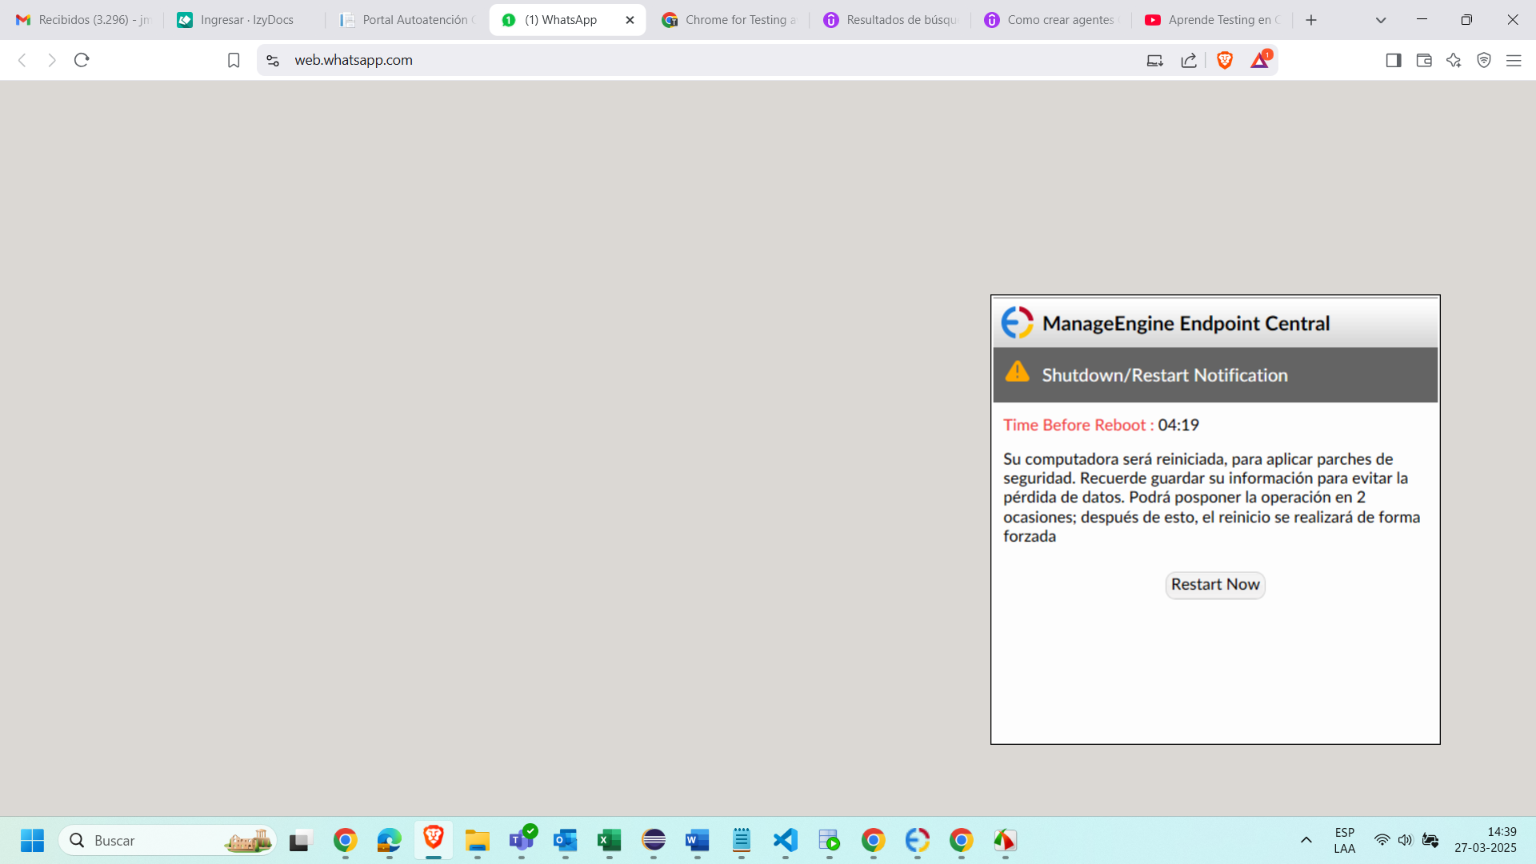 Recibidos (3.296) - jm
Ingresar · IzyDocs
Portal Autoatención C
(1) WhatsApp
Chrome for Testing a
Resultados de búsqu
Como crear agentes
Aprende Testing en C
web.whatsapp.com
1
ManageEngine Endpoint Central
Shutdown/Restart Notification
Time Before Reboot : 04:19
Su computadora será reiniciada, para aplicar parches de
seguridad. Recuerde guardar su información para evitar la
pérdida de datos. Podrá posponer la operación en 2
ocasiones; después de esto, el reinicio se realizará de forma
forzada
Restart Now
Buscar
ESP
LAA
14:39
27-03-2025